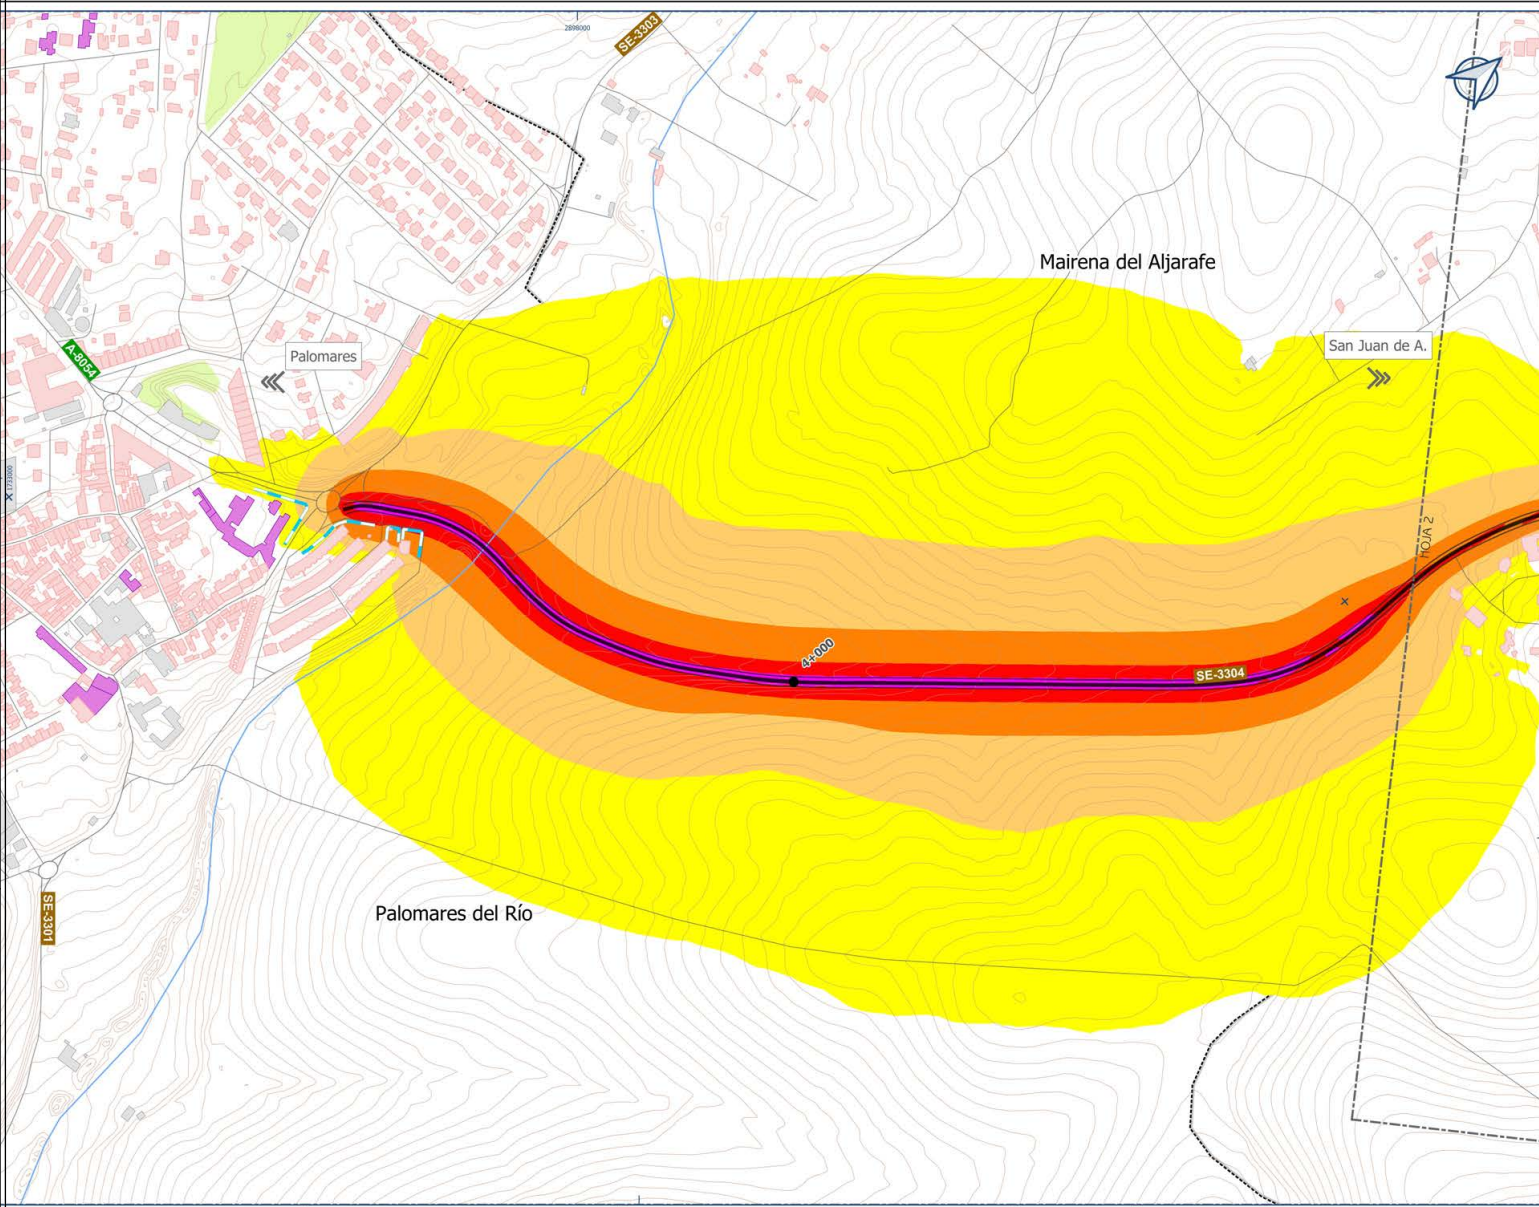 2898000
SE-3303
Mairena del Aljarafe
San Juan de A.
A-8054
Palomares
1733000
HOJA 2
4+000
SE-3304
SE-3301
Palomares del Río